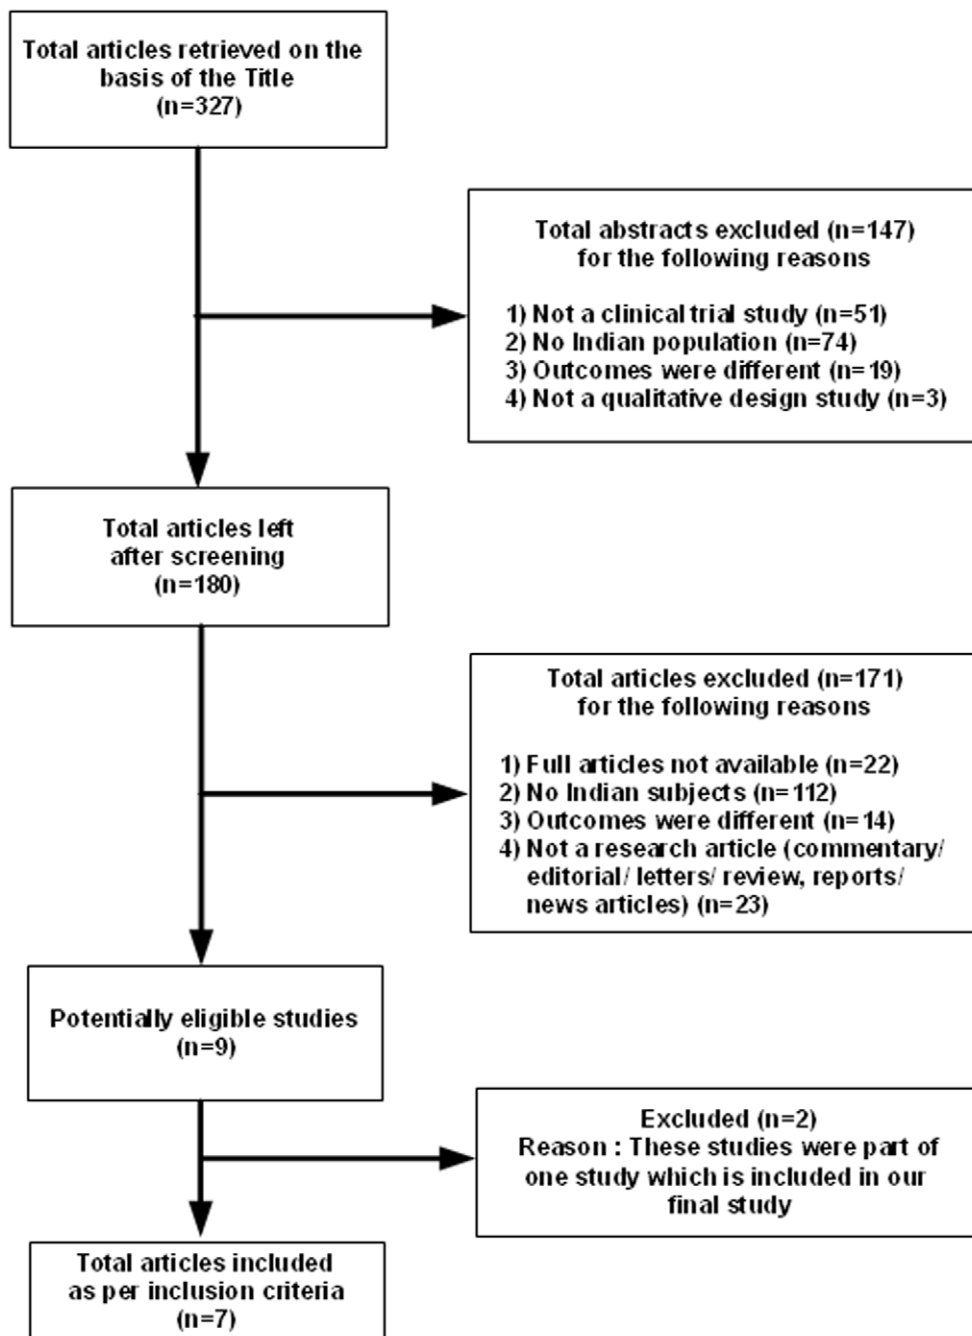 Total articles retrieved on the
basis of the Title
(n=327)
Total abstracts excluded (n=147)
for the following reasons
1) Not a clinical trial study (n=51)
2) No Indian population (n=74)
3) Outcomes were different (n=19)
4) Not a qualitative design study (n=3)
Total articles left
after screening
(n=180)
Total articles excluded (n=171)
for the following reasons
1) Full articles not available (n=22)
2) No Indian subjects (n=112)
3) Outcomes were different (n=14)
4) Not a research article (commentary/
editorial/ letters/ review, reports/
news articles) (n=23)
Potentially eligible studies
(n=9)
Excluded (n=2)
Reason : These studies were part of
one study which is included in our
final study
Total articles included
as per inclusion criteria
(n=7)